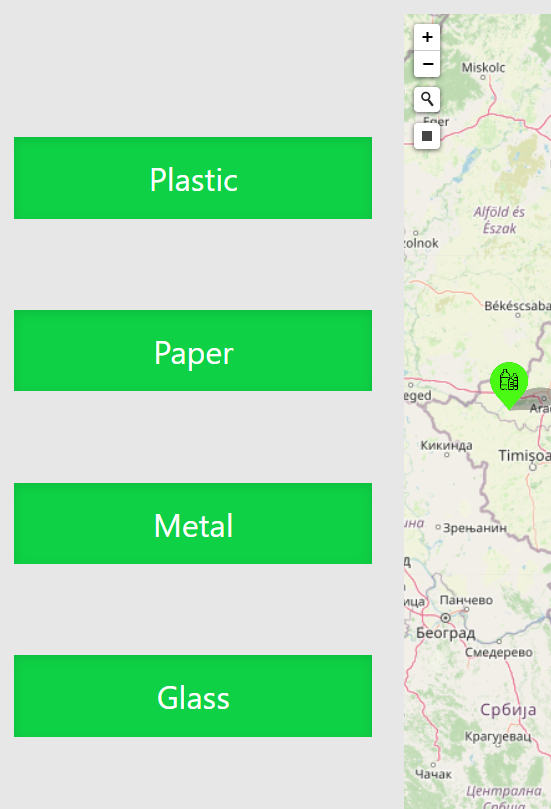 Plastic
Paper
Metal
Glass
+
−
Miskolc
Eger
Alföld és
Észak
zolnok
Békéscsaba
eged
Ara
Кикинда
Timișoa
на
Зрењанин
Д
ица
Панчево
Београд
Смедерево
Србија
Крагујевац
Чачак
Централна
Србија